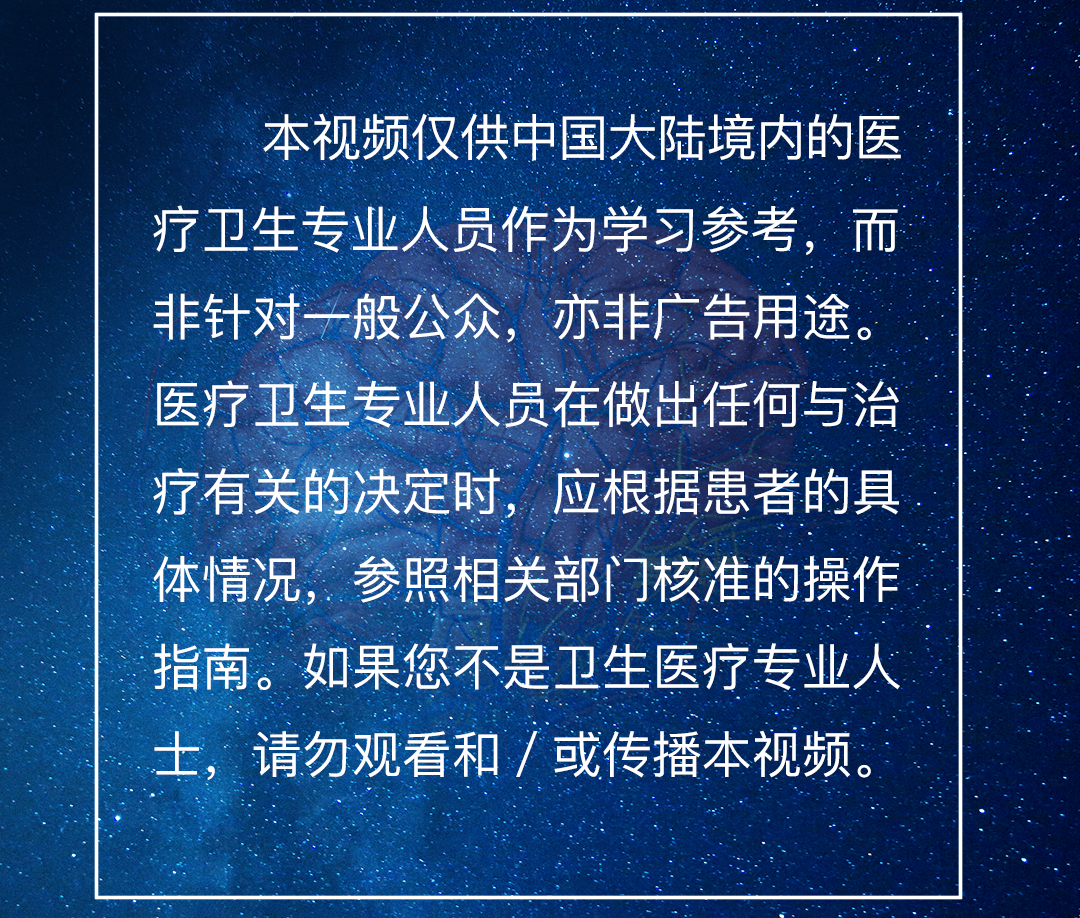 本视频仅供中国大陆境内的医
疗卫生专业人员作为学习参考，而
非针对一般公众，亦非广告用途。
医疗卫生专业人员在做出任何与治
疗有关的决定时，应根据患者的具
体情况，参照相关部门核准的操作
指南。如果您不是卫生医疗专业人
士，请勿观看和／或传播本视频。